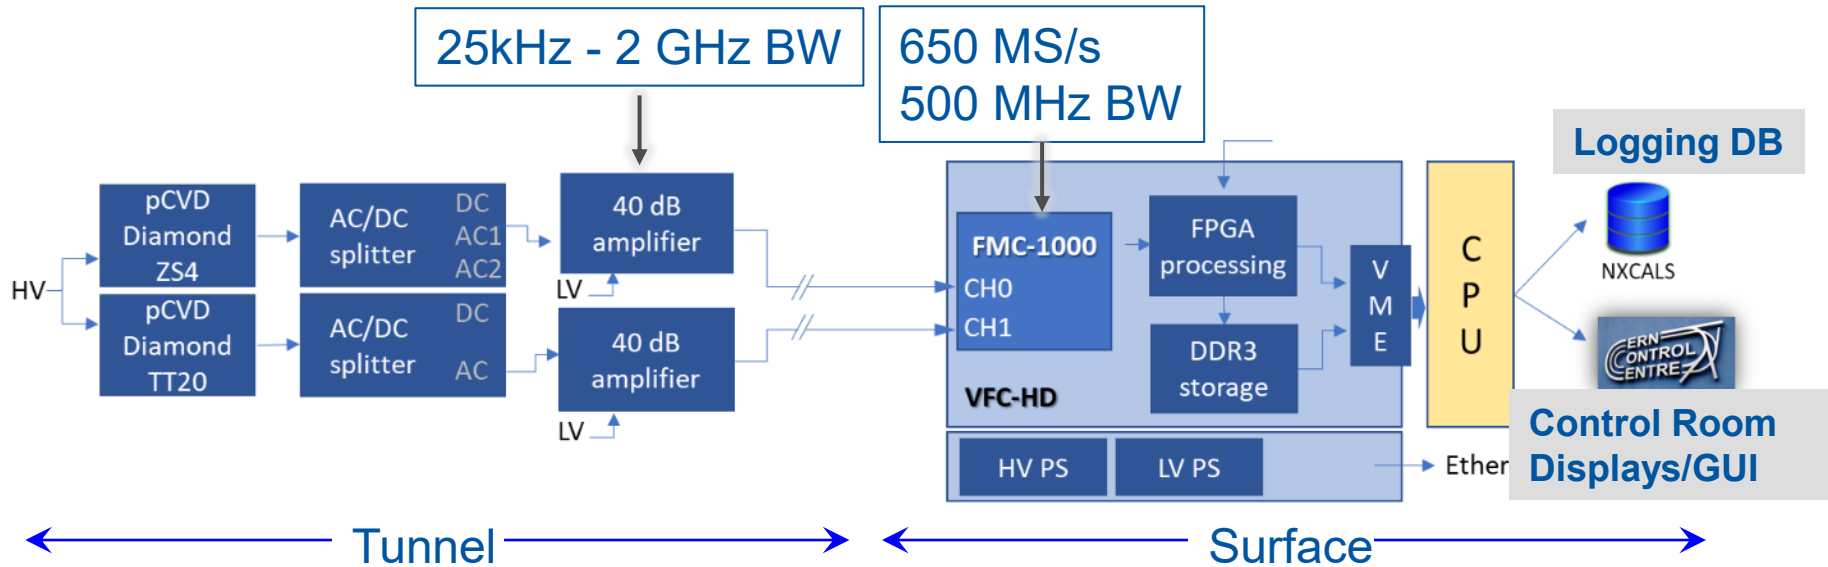 25kHz - 2 GHz BW
650 MS/s
500 MHz BW
Logging DB
NXCALS
HV
pCVD
Diamond
ZS4
AC/DC
splitter
DC
AC1
AC2
40 dB
amplifier
LV
pCVD
Diamond
TT20
AC/DC
splitter
DC
AC
40 dB
amplifier
LV
FMC-1000
CH0
CH1
FPGA
processing
DDR3
storage
VFC-HD
V
M
E
C
P
U
CERN
CONTROL
CENTRE
HV PS
LV PS
Ether
Control Room
Displays/GUI
Tunnel
Surface